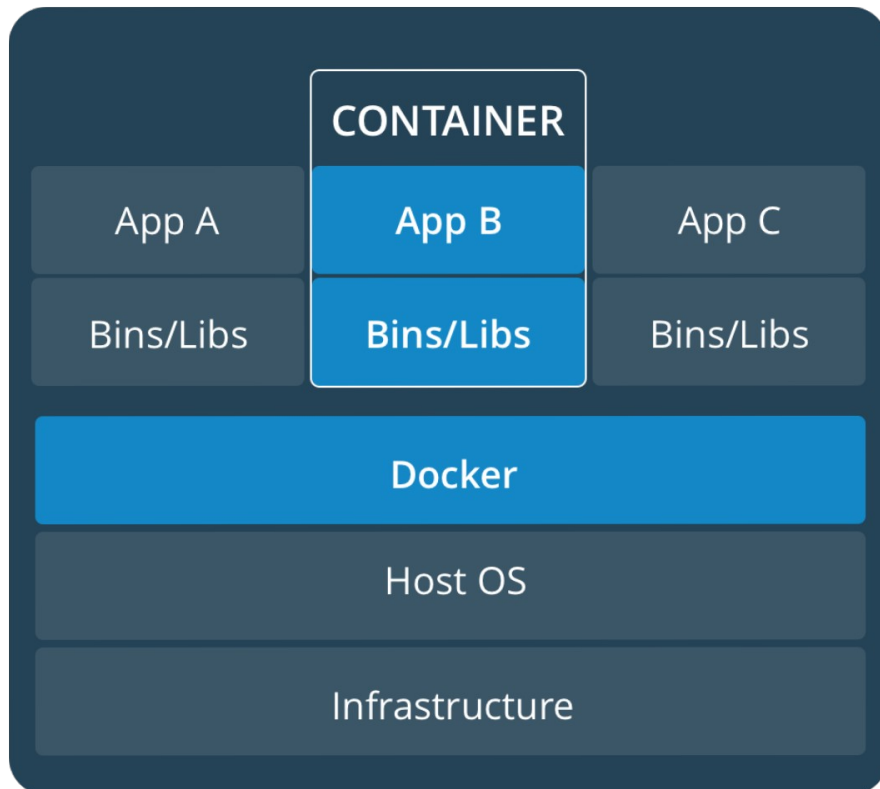 CONTAINER
App A
App B
App C
Bins/Libs
Bins/Libs
Bins/Libs
Docker
Host OS
Infrastructure